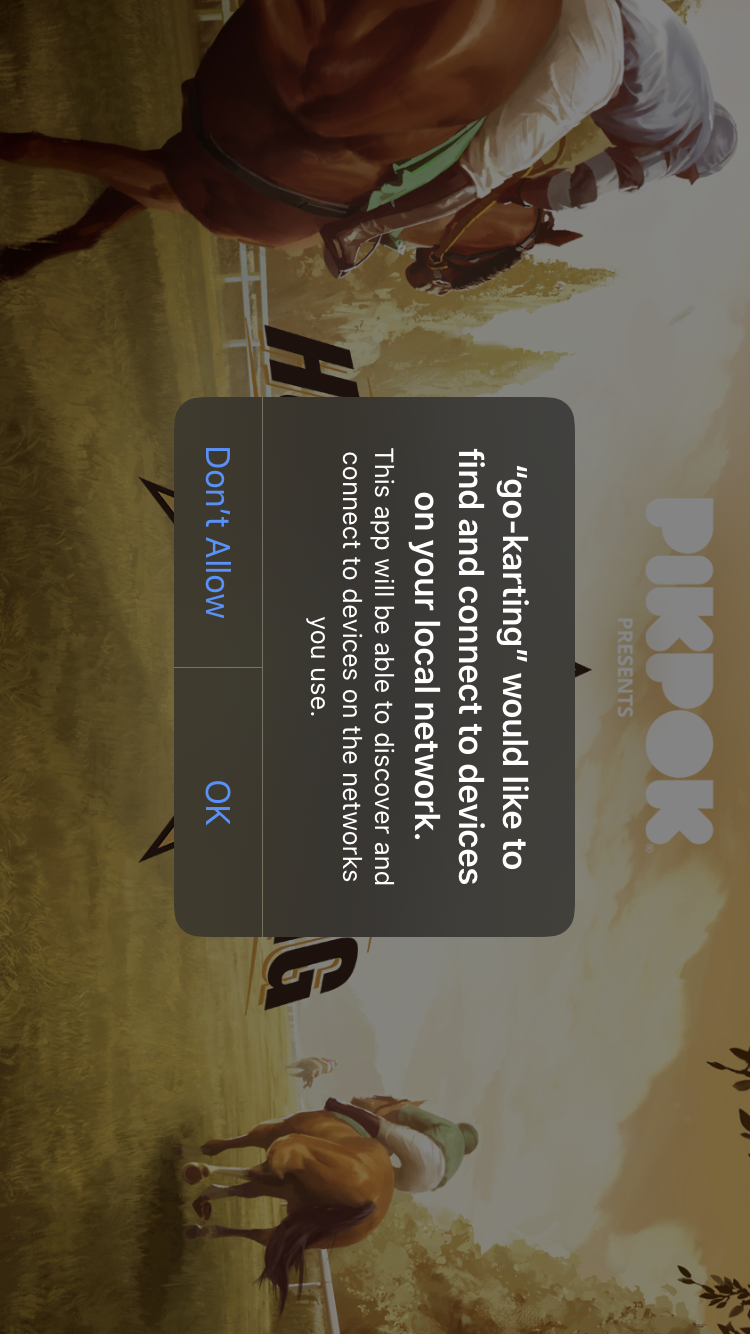 PIKPOK®
PRESENTS
H
G
“go-karting” would like to
find and connect to devices
on your local network.
This app will be able to discover and
connect to devices on the networks
you use.
Don’t Allow
OK